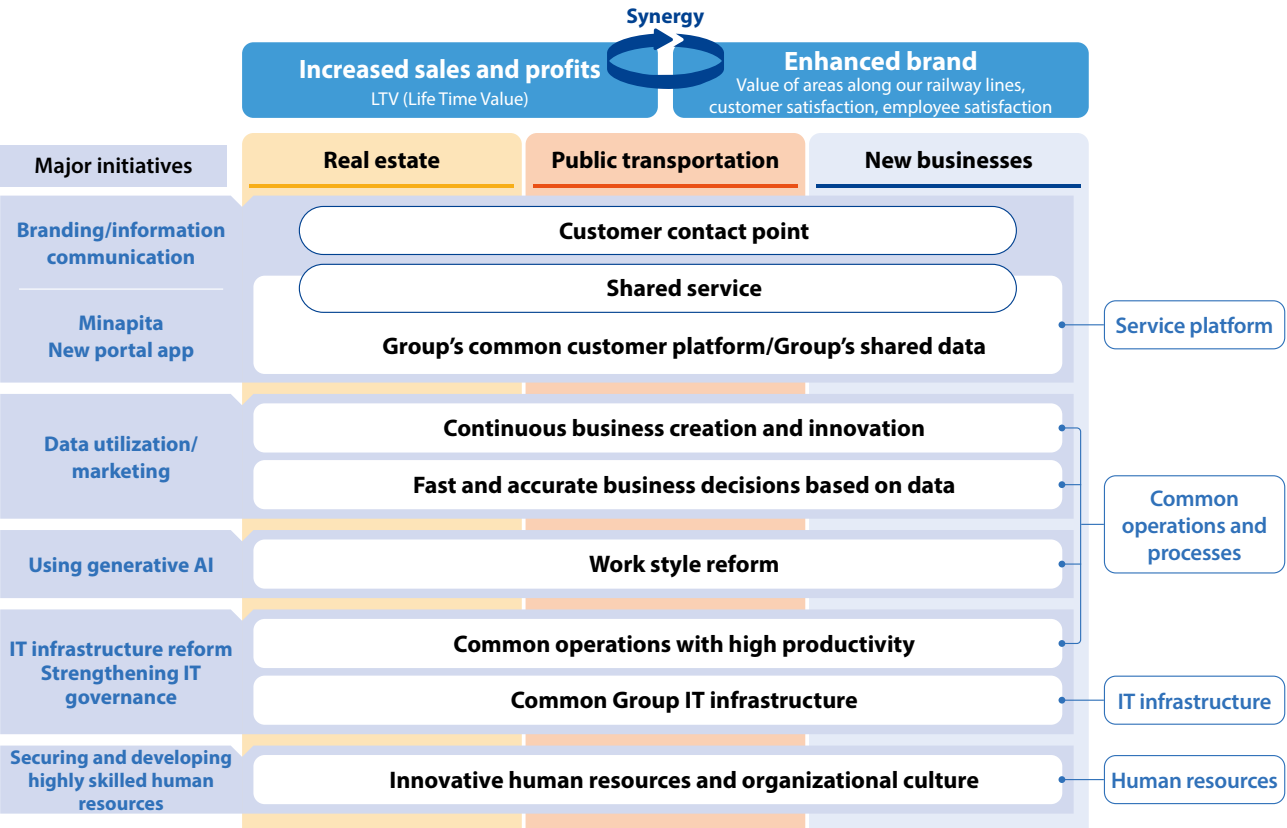 Synergy
Increased sales and profits
LTV (Life Time Value)
Enhanced brand
Value of areas along our railway lines,
customer satisfaction, employee satisfaction
Major initiatives
Real estate
Public transportation
New businesses
Branding/information
communication
Customer contact point
Shared service
Minapita
New portal app
Group’s common customer platform/Group’s shared data
Service platform
Data utilization/
marketing
Continuous business creation and innovation
Fast and accurate business decisions based on data
Common
operations and
processes
Using generative AI
Work style reform
IT infrastructure reform
Strengthening IT
governance
Common operations with high productivity
Common Group IT infrastructure
IT infrastructure
Securing and developing
highly skilled human
resources
Innovative human resources and organizational culture
Human resources